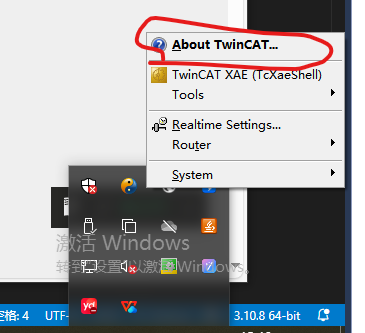 About TwinCAT...
TwinCAT XAE (TcXaeShell)
Tools
Realtime Settings...
Router
System
激活 Windows
转到"设置"以激活 Windows。
空格: 4
UTF-
3.10.8 64-bit